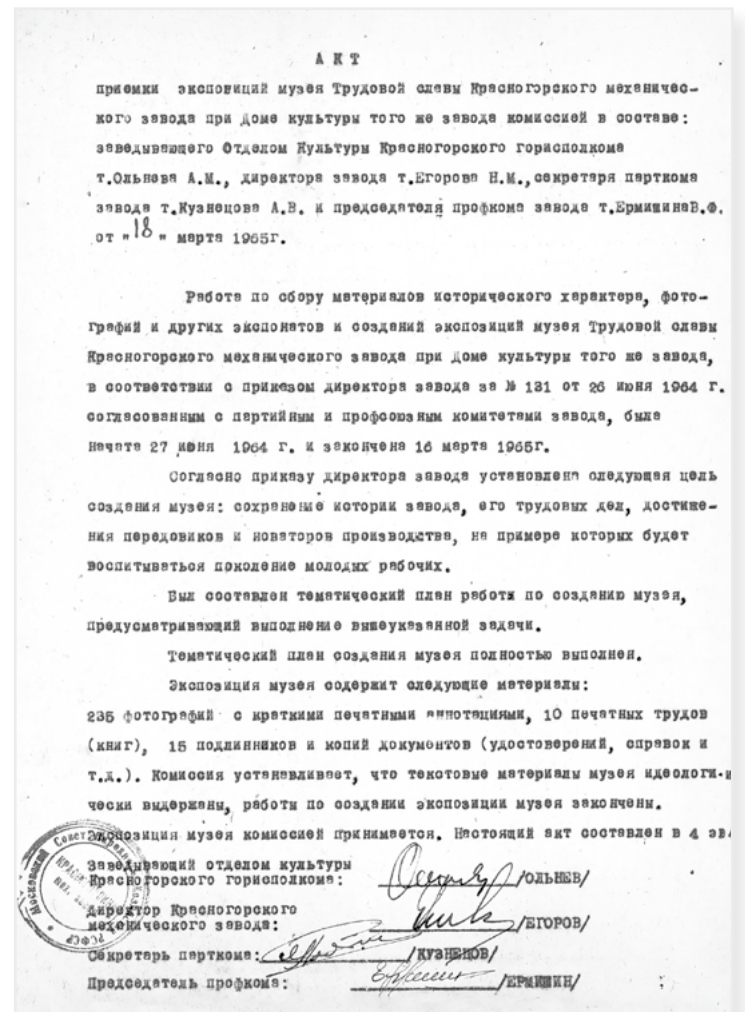 АКТ
приемки экспозиций музея Трудовой славы Красногорского механичес-
кого завода при Доме культуры того же завода комиссией в составе:
заведывающего Отделом Культуры Красногорского горисполкома
т.Ольнева А.М., директора завода т.Егорова Н.М.,секретаря парткома
завода т.Кузнецова А.В. и председателя профкома завода т.ЕрмишинаВ.Ф.
от "18" марта 1965г.
Работа по сбору материалов исторического характера, фото-
графий и других экспонатов и созданий экспозиций музея Трудовой славы
Красногорского механического завода при Доме культуры того же завода,
в соответствии с приказом директора завода за № 131 от 26 июня 1964 г.
согласованным с партийным и профсоюзным комитетами завода, была
начата 27 июня 1964 г. и закончена 16 марта 1965г.
Согласно приказу директора завода установлена следующая цель
создания музея: сохранение истории завода, его трудовых дел, достиже-
ния передовиков и новаторов производства, на примере которых будет
воспитываться поколение молодых рабочих.
Был составлен тематический план работы по созданию музея,
предусматривающий выполнение вышеуказанной задачи.
Тематический план создания музея полностью выполнен.
Экспозиция музея содержит следующие материалы:
235 фотографий с краткими печатными аннотациями, 10 печатных трудов
(книг), 15 подлинников и копий документов (удостоверений, справок и
т.д.). Комиссия устанавливает, что текстовые материалы музея идеологи-
чески выдержаны, работы по создании экспозиции музея закончены.
Экспозиция музея комиссией принимается. Настоящий акт составлен в 4 эк
Заведывающий отделом культуры
Красногорского горисполкома: /ОЛЬНЕВ/
Директор Красногорского
механического завода: /ЕГОРОВ/
Секретарь парткома: /КУЗНЕЦОВ/
Председатель профкома: /ЕРМИШИН/
Московский Совет
РСФСР